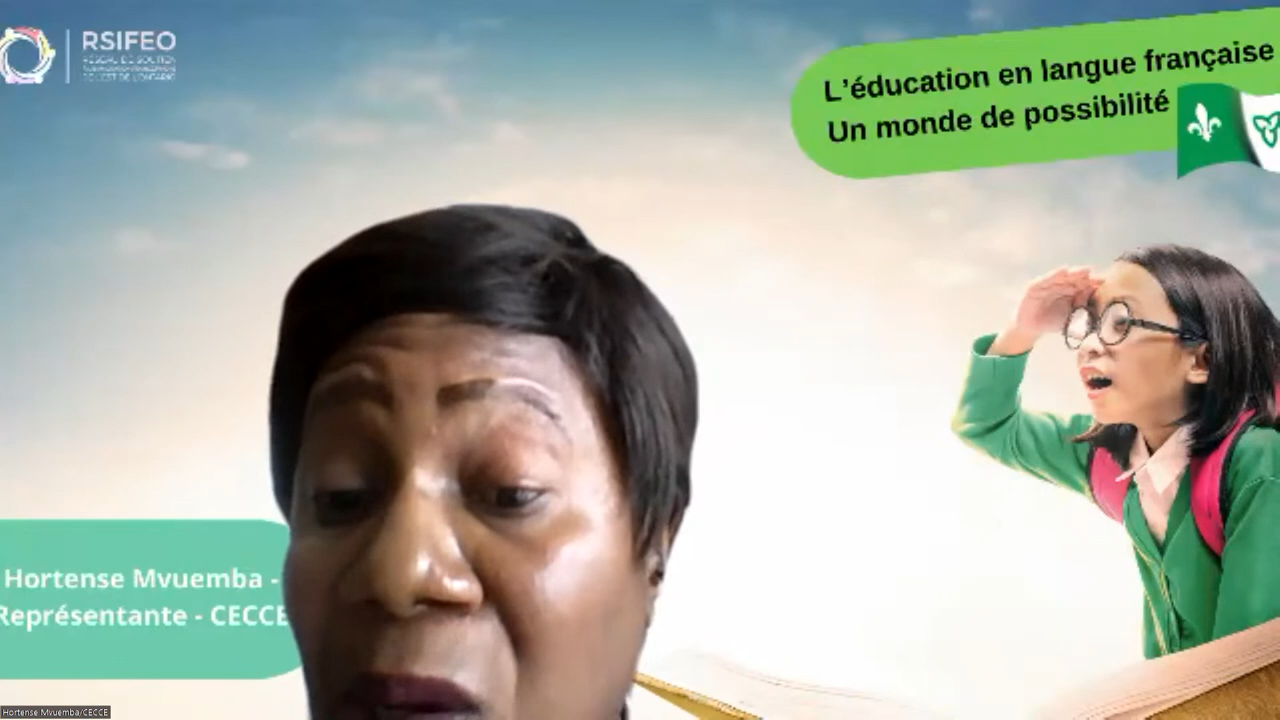 RSIFEO
L'éducation en langue française
Un monde de possibilité
Hortense Mvuemba -
Représentante - CECCE
Hortense Mvuemba/CECCE